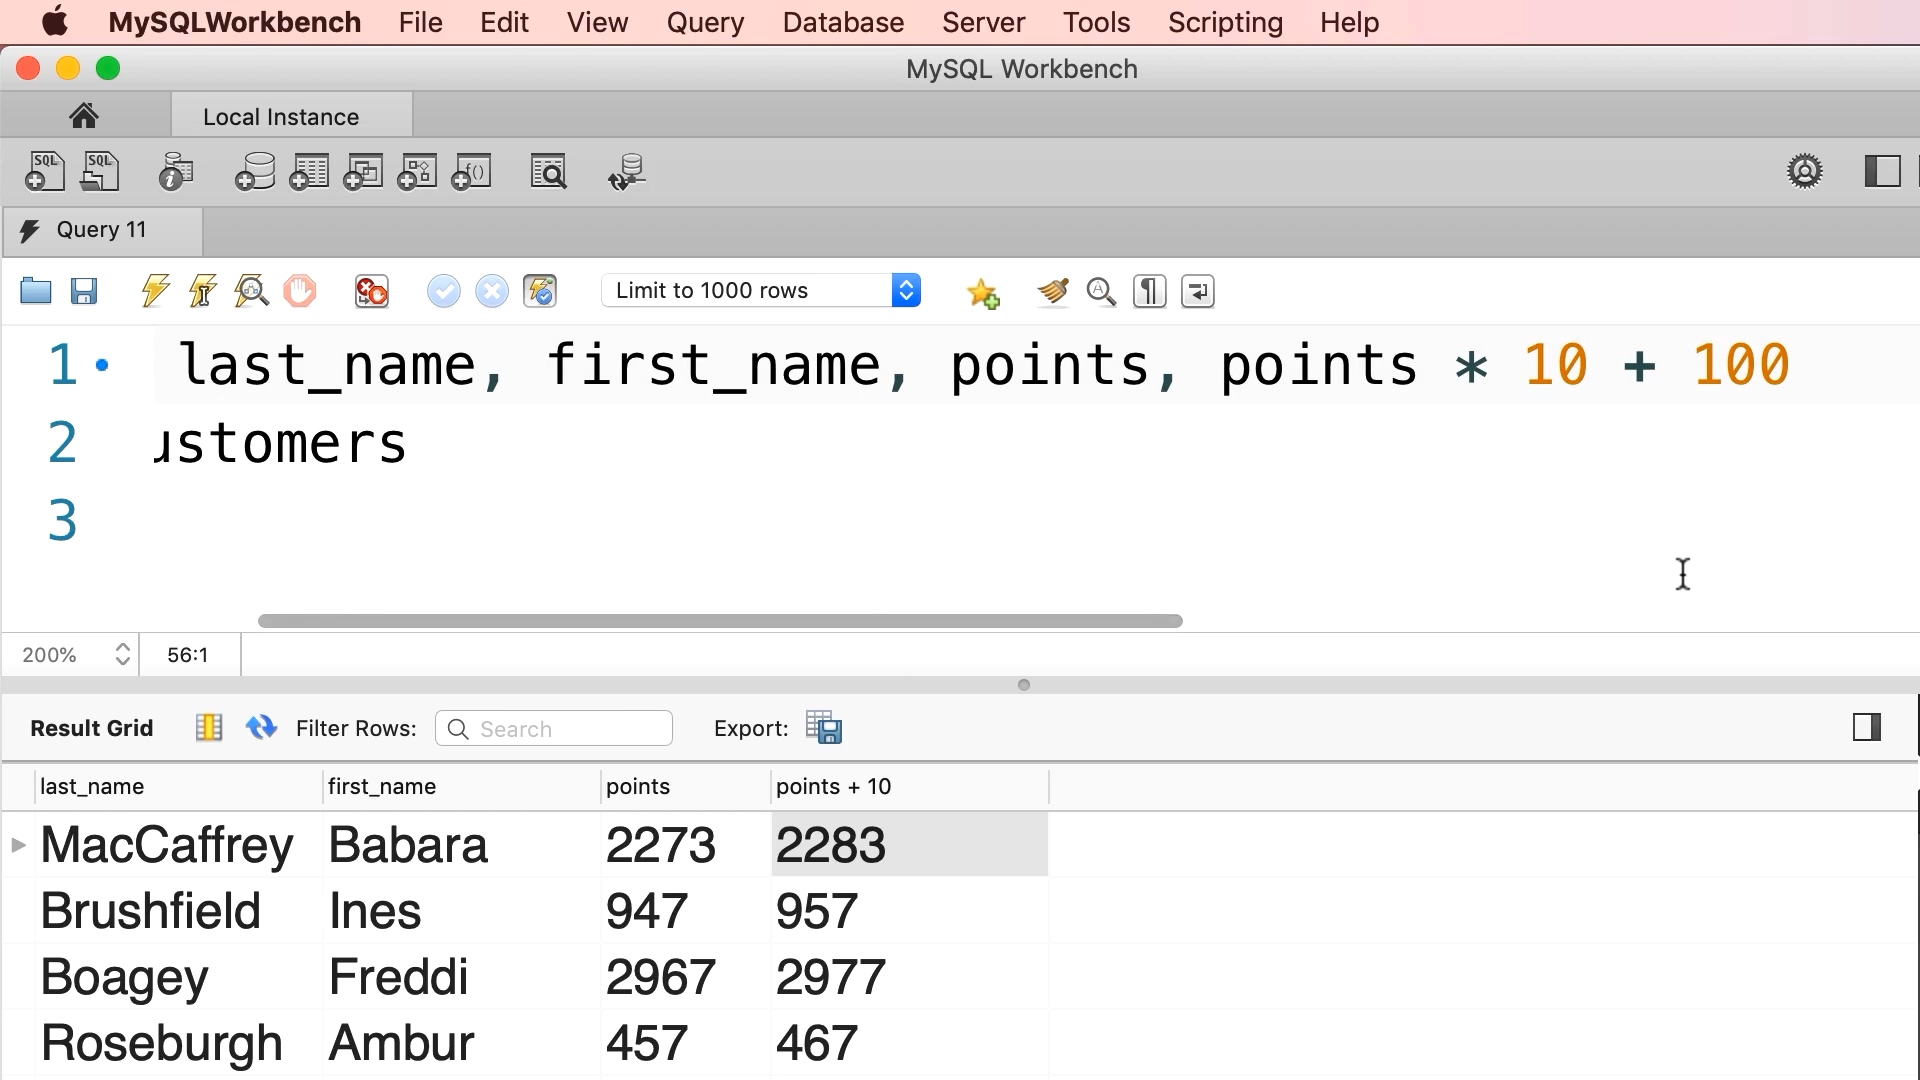 MySQLWorkbench File Edit View Query Database Server Tools Scripting Help
MySQL Workbench
Local Instance
SQL SQL f()
Query 11
Limit to 1000 rows
1 last_name, first_name, points, points * 10 + 100
2 ustomers
3
200% 56:1
Result Grid Filter Rows: Search Export:
last_name first_name points points + 10
MacCaffrey Babara 2273 2283
Brushfield Ines 947 957
Boagey Freddi 2967 2977
Roseburgh Ambur 457 467